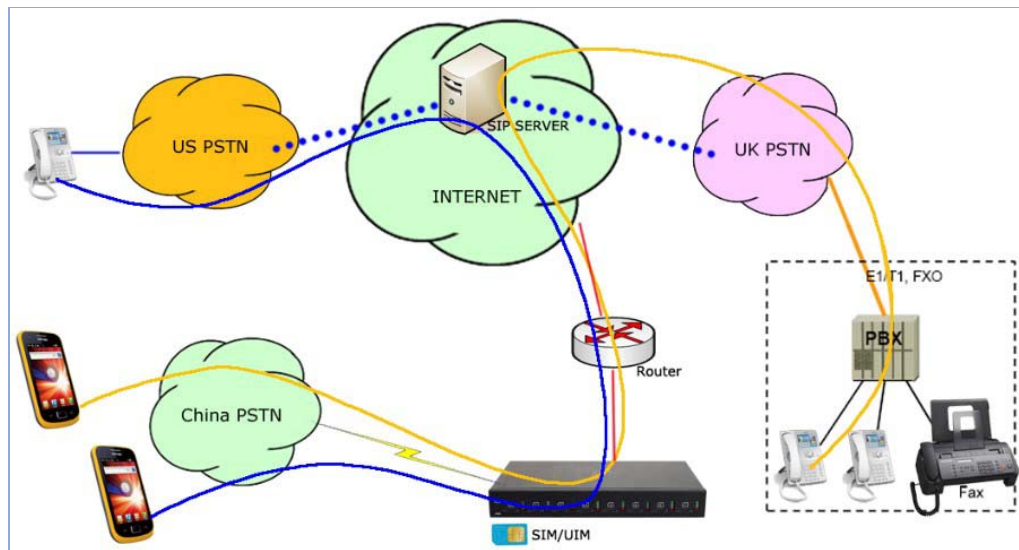 SIP SERVER
US PSTN
UK PSTN
INTERNET
E1/T1, FXO
PBX
Router
China PSTN
Fax
SIM/UIM